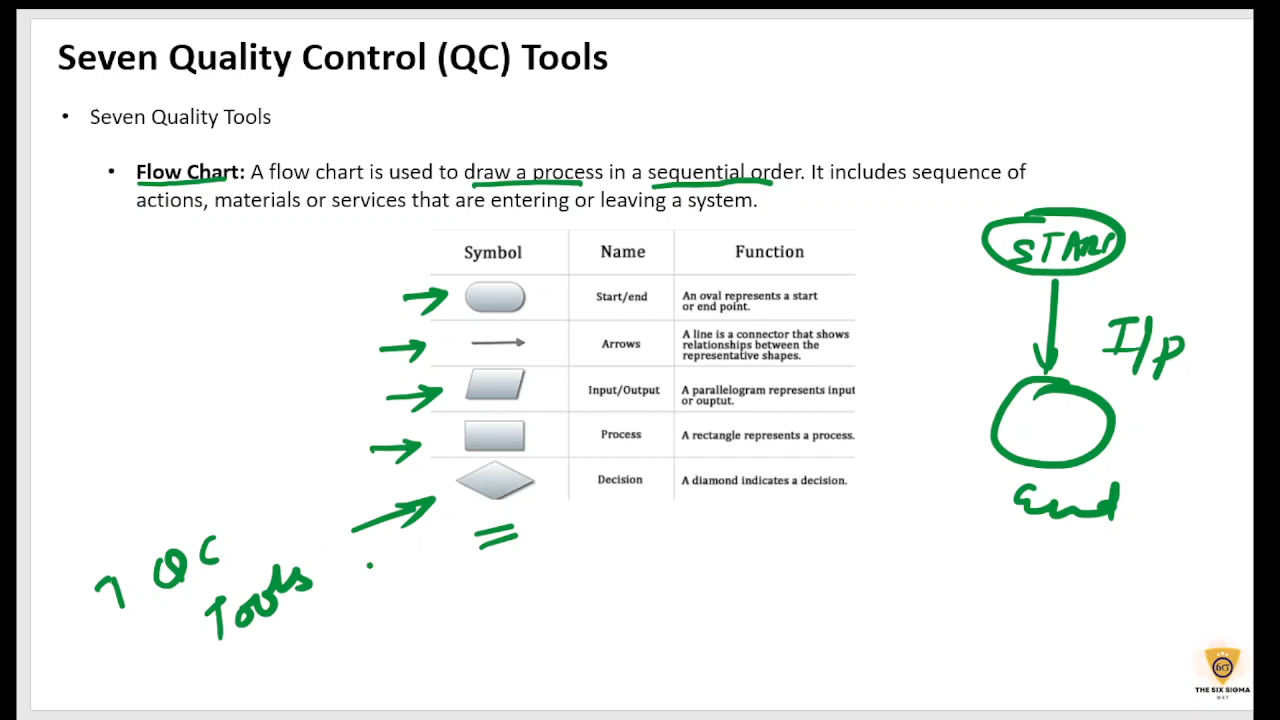 Seven Quality Control (QC) Tools
• Seven Quality Tools
• Flow Chart: A flow chart is used to draw a process in a sequential order. It includes sequence of
actions, materials or services that are entering or leaving a system.
Symbol Name Function
Start/end An oval represents a start
or end point.
Arrows A line is a connector that shows
relationships between the
representative shapes.
Input/Output A parallelogram represents input
or ouptut.
Process A rectangle represents a process.
Decision A diamond indicates a decision.
START
I/P
End
7 QC
Tools
6σ
THE SIX SIGMA
WAY